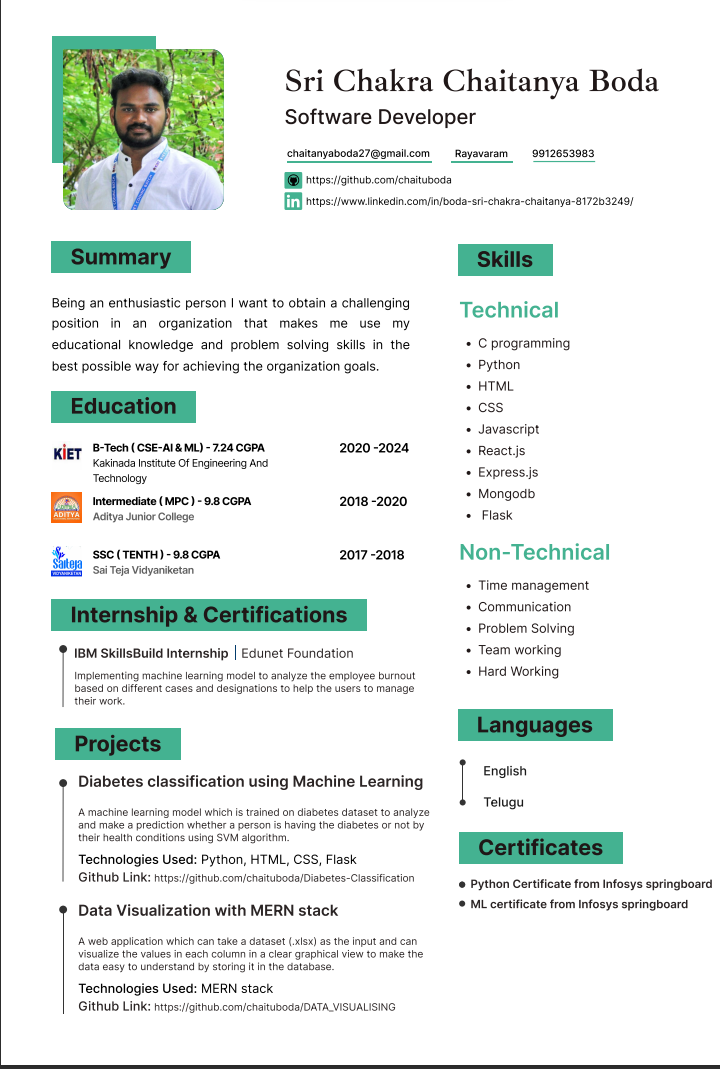 Sri Chakra Chaitanya Boda
Software Developer
chaitanyaboda27@gmail.com Rayavaram 9912653983
https://github.com/chaituboda
in https://www.linkedin.com/in/boda-sri-chakra-chaitanya-8172b3249/
Summary
Being an enthusiastic person I want to obtain a challenging
position in an organization that makes me use my
educational knowledge and problem solving skills in the
best possible way for achieving the organization goals.
Education
KIET
B-Tech ( CSE-AI & ML) - 7.24 CGPA 2020 -2024
Kakinada Institute Of Engineering And
Technology
ADITYA
Intermediate ( MPC ) - 9.8 CGPA 2018 -2020
Aditya Junior College
Saiteja
VIDYANIKETAN
SSC ( TENTH ) - 9.8 CGPA 2017 -2018
Sai Teja Vidyaniketan
Internship & Certifications
IBM SkillsBuild Internship | Edunet Foundation
Implementing machine learning model to analyze the employee burnout
based on different cases and designations to help the users to manage
their work.
Projects
Diabetes classification using Machine Learning
A machine learning model which is trained on diabetes dataset to analyze
and make a prediction whether a person is having the diabetes or not by
their health conditions using SVM algorithm.
Technologies Used: Python, HTML, CSS, Flask
Github Link: https://github.com/chaituboda/Diabetes-Classification
Data Visualization with MERN stack
A web application which can take a dataset (.xlsx) as the input and can
visualize the values in each column in a clear graphical view to make the
data easy to understand by storing it in the database.
Technologies Used: MERN stack
Github Link: https://github.com/chaituboda/DATA_VISUALISING
Skills
Technical
• C programming
• Python
• HTML
• CSS
• Javascript
• React.js
• Express.js
• Mongodb
• Flask
Non-Technical
• Time management
• Communication
• Problem Solving
• Team working
• Hard Working
Languages
English
Telugu
Certificates
• Python Certificate from Infosys springboard
• ML certificate from Infosys springboard